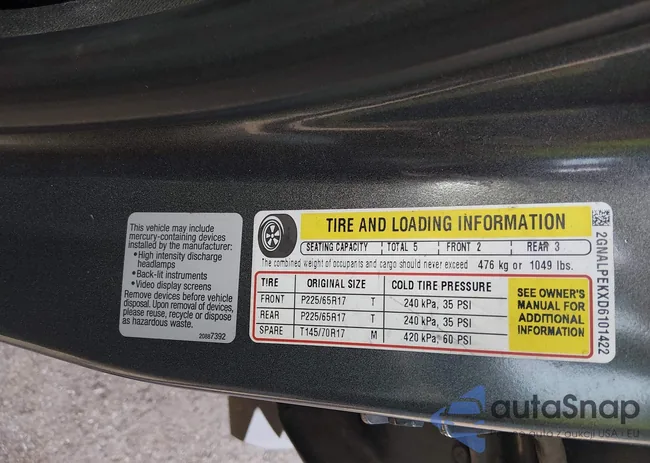 This vehicle may include
mercury-containing devices
installed by the manufacturer:
• High intensity discharge
headlamps
• Back-lit instruments
• Video display screens
Remove devices before vehicle
disposal. Upon removal of devices,
please reuse, recycle or dispose
as hazardous waste.
20887392
TIRE AND LOADING INFORMATION
SEATING CAPACITY TOTAL 5 FRONT 2 REAR 3
The combined weight of occupants and cargo should never exceed 476 kg or 1049 lbs.
TIRE ORIGINAL SIZE COLD TIRE PRESSURE
FRONT P225/65R17 T 240 kPa, 35 PSI
REAR P225/65R17 T 240 kPa, 35 PSI
SPARE T145/70R17 M 420 kPa, 60 PSI
SEE OWNER'S
MANUAL FOR
ADDITIONAL
INFORMATION
2GNALPEKXD6101422
autaSnap
auta z aukcji USA - EU